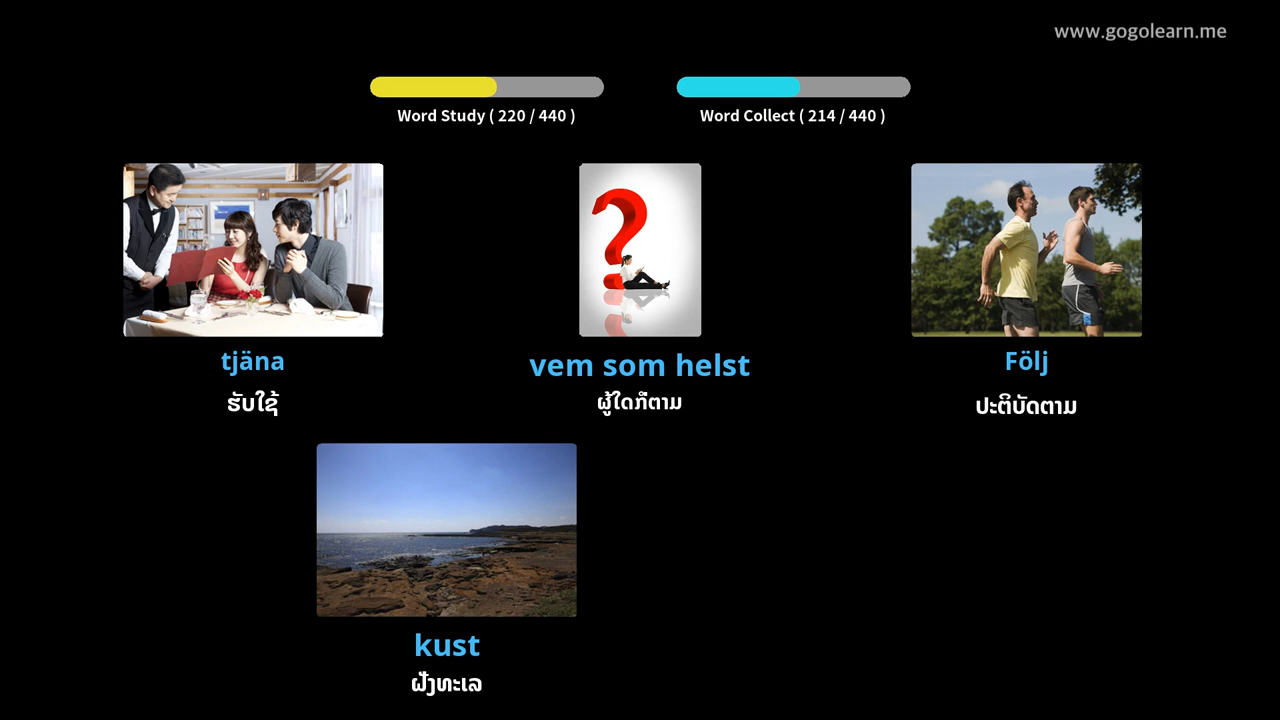 www.gogolearn.me
Word Study ( 220 / 440 )
Word Collect ( 214 / 440 )
tjäna
ຮັບໃຊ້
vem som helst
ຜູ້ໃດກໍ່ຕາມ
Följ
ປະຕິບັດຕາມ
kust
ຝັ່ງທະເລ